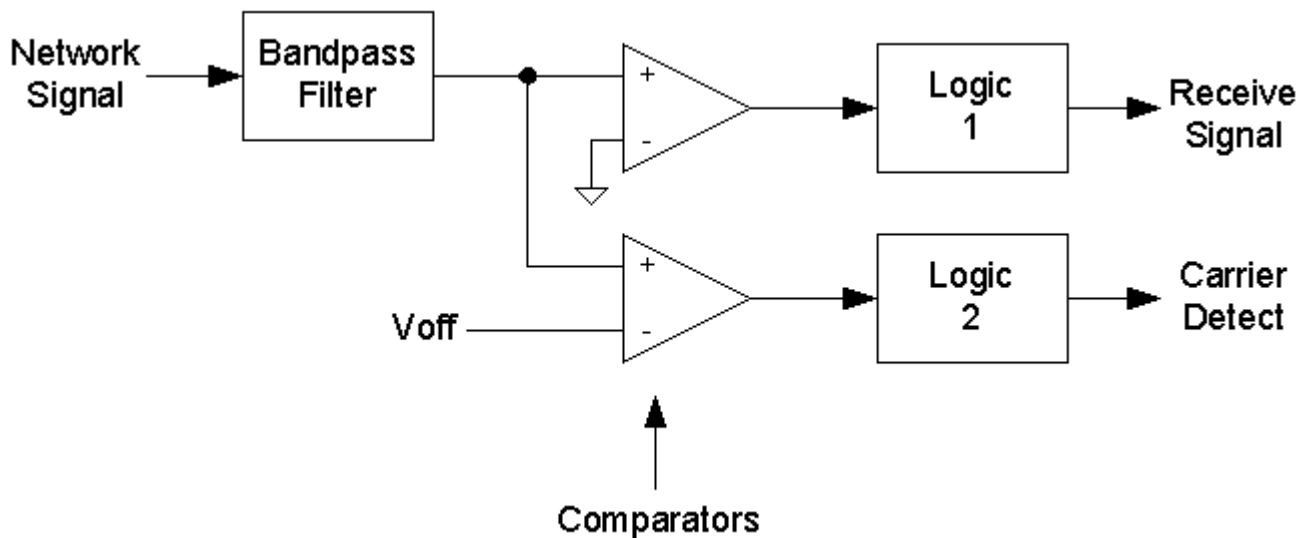 Network
Signal
Bandpass
Filter
+
-
Logic
1
Receive
Signal
+
-
Voff
Logic
2
Carrier
Detect
Comparators